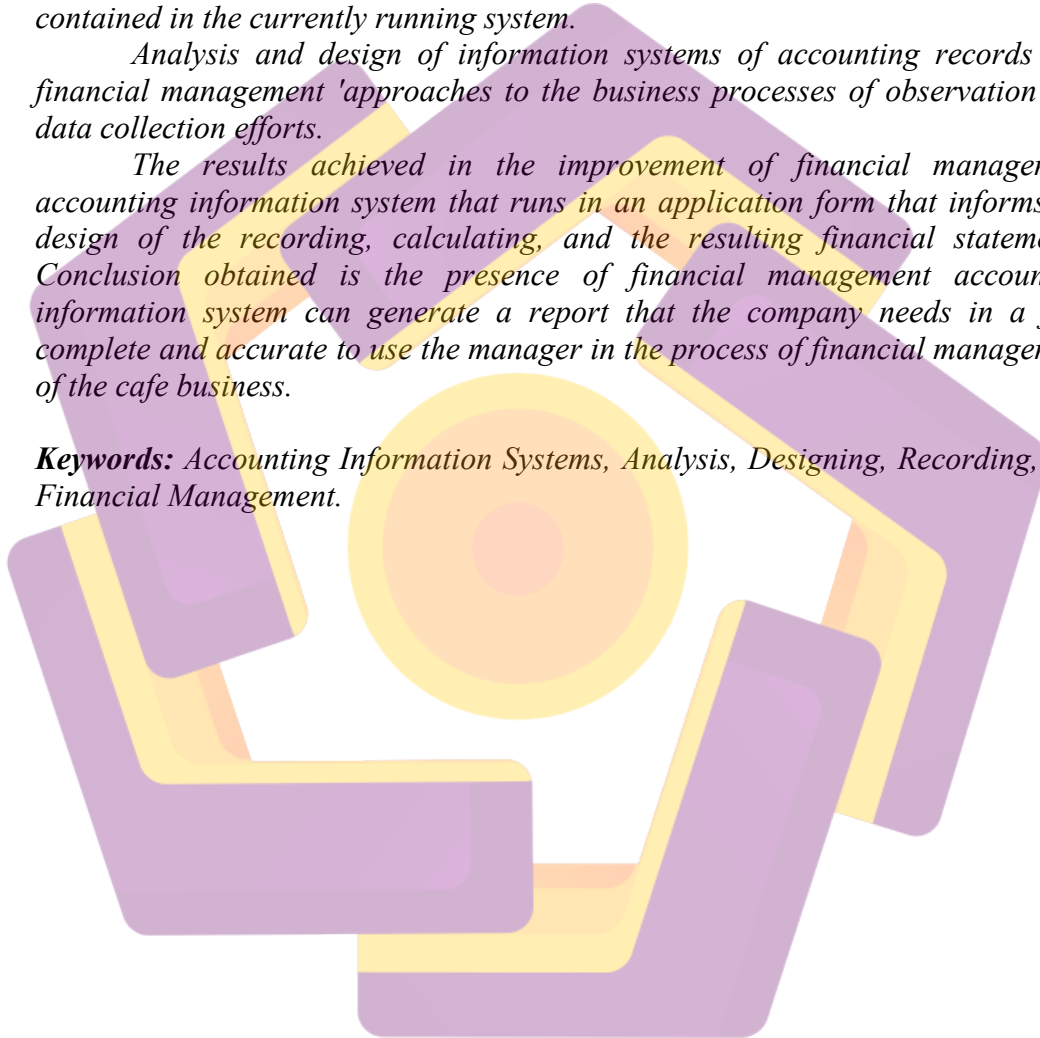 contained in the currently running system.
Analysis and design of information systems of accounting records
financial management 'approaches to the business processes of observation
data collection efforts.
The results achieved in the improvement of financial manager
accounting information system that runs in an application form that informs
design of the recording, calculating, and the resulting financial stateme
Conclusion obtained is the presence of financial management accoun
information system can generate a report that the company needs in a
complete and accurate to use the manager in the process of financial manager
of the cafe business.
Keywords: Accounting Information Systems, Analysis, Designing, Recording,
Financial Management.